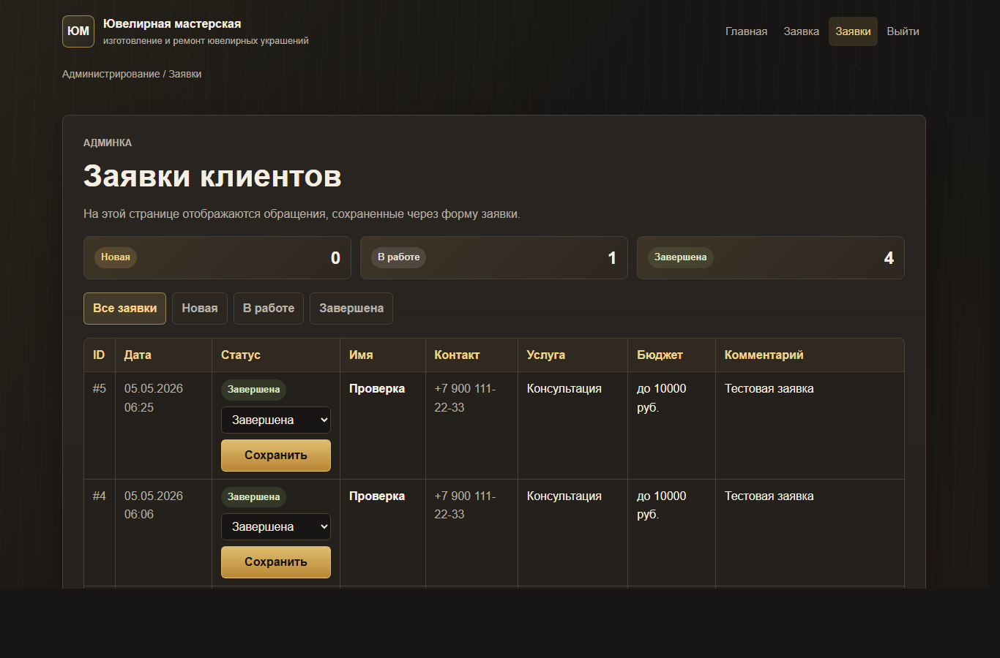 ЮМ
Ювелирная мастерская
изготовление и ремонт ювелирных украшений
Главная Заявка Заявки Выйти
Администрирование / Заявки
АДМИНКА
Заявки клиентов
На этой странице отображаются обращения, сохраненные через форму заявки.
Новая 0 В работе 1 Завершена 4
Все заявки Новая В работе Завершена
ID Дата Статус Имя Контакт Услуга Бюджет Комментарий
#5 05.05.2026 06:25 Завершена Проверка +7 900 111-22-33 Консультация до 10000 руб. Тестовая заявка
Завершена
Сохранить
#4 05.05.2026 06:06 Завершена Проверка +7 900 111-22-33 Консультация до 10000 руб. Тестовая заявка
Завершена
Сохранить